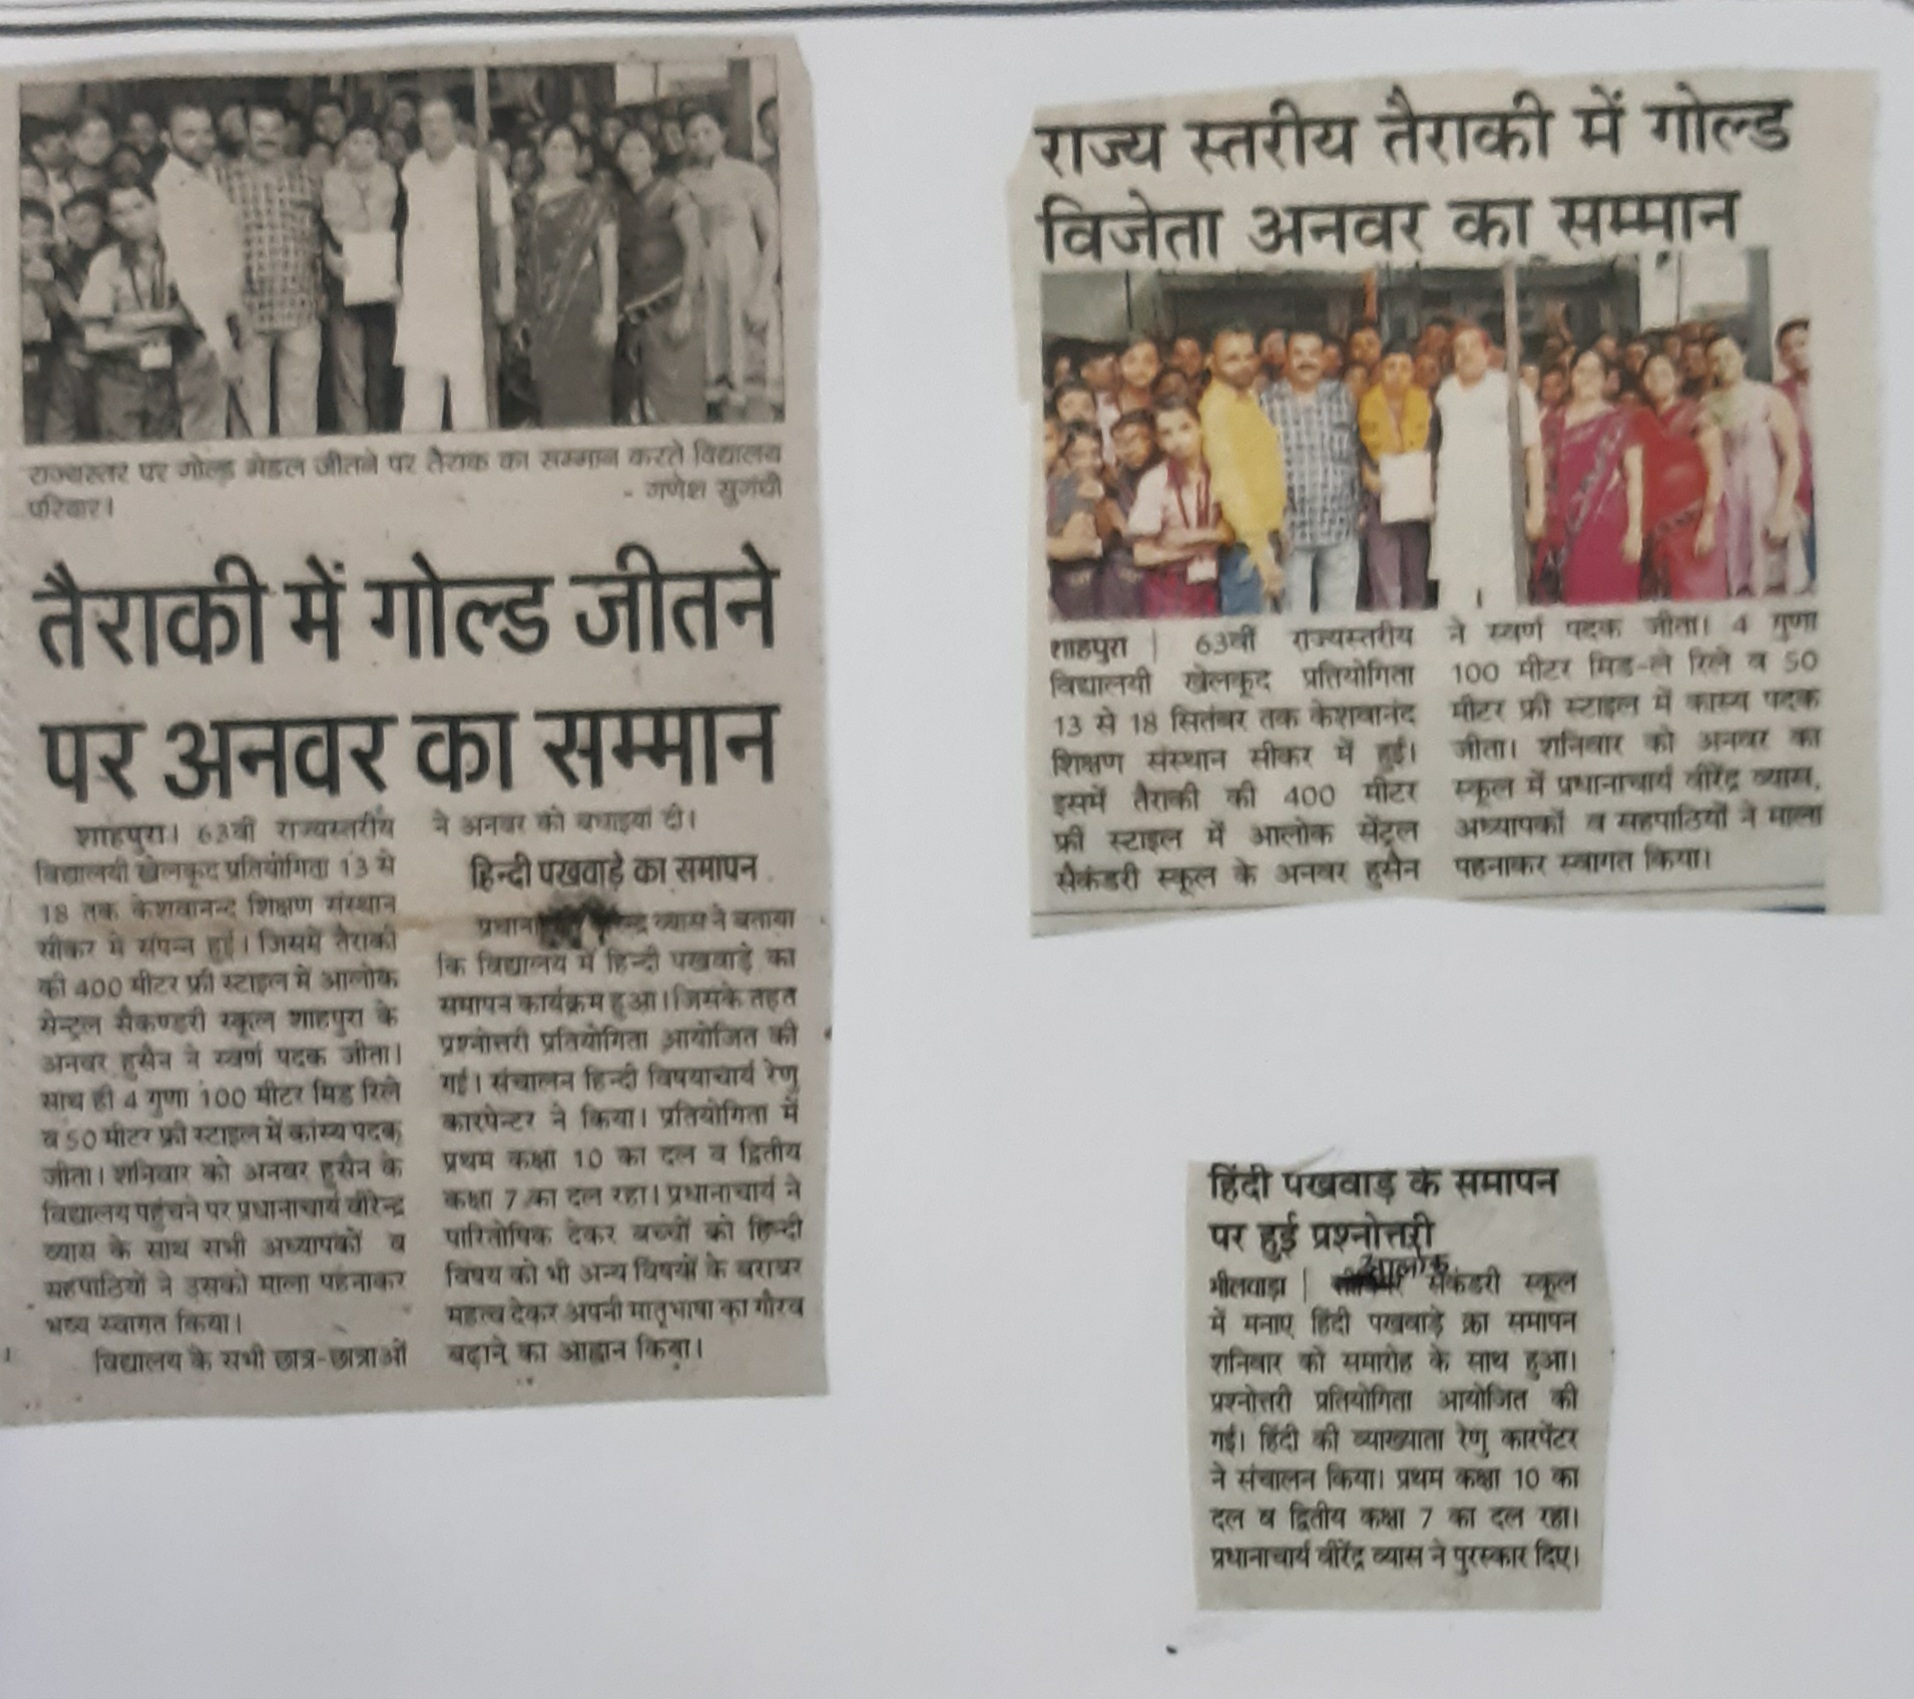 राज्यस्तर पर गोल्ड मेडल जीतने पर तैराक का सम्मान करते विद्यालय
परिवार। - गणेश सुगंधी
तैराकी में गोल्ड जीतने
पर अनवर का सम्मान
शाहपुरा। 63वीं राज्यस्तरीय
विद्यालयी खेलकूद प्रतियोगिता 13 से
18 तक केशवानन्द शिक्षण संस्थान
सीकर में संपन्न हुई। जिसमें तैराकी
की 400 मीटर फ्री स्टाइल में आलोक
सेन्ट्रल सैकण्डरी स्कूल शाहपुरा के
अनवर हुसैन ने स्वर्ण पदक जीता।
साथ ही 4 गुणा 100 मीटर मिड रिले
व 50 मीटर फ्री स्टाइल में कांस्य पदक
जीता। शनिवार को अनवर हुसैन के
विद्यालय पहुंचने पर प्रधानाचार्य वीरेन्द्र
व्यास के साथ सभी अध्यापकों व
सहपाठियों ने उसको माला पहनाकर
भव्य स्वागत किया।
विद्यालय के सभी छात्र-छात्राओं
ने अनवर को बधाइयां दी।
हिन्दी पखवाड़े का समापन
व्यास ने बताया
कि विद्यालय में हिन्दी पखवाड़े का
समापन कार्यक्रम हुआ। जिसके तहत
प्रश्नोत्तरी प्रतियोगिता आयोजित की
गई। संचालन हिन्दी विषयाचार्य रेणु
कारपेन्टर ने किया। प्रतियोगिता में
प्रथम कक्षा 10 का दल व द्वितीय
कक्षा 7 का दल रहा। प्रधानाचार्य ने
पारितोषिक देकर बच्चों को हिन्दी
विषय को भी अन्य विषयों के बराबर
महत्व देकर अपनी मातृभाषा का गौरव
बढ़ाने का आह्वान किया।
राज्य स्तरीय तैराकी में गोल्ड
विजेता अनवर का सम्मान
शाहपुरा | 63वीं राज्यस्तरीय
विद्यालयी खेलकूद प्रतियोगिता
13 से 18 सितंबर तक केशवानंद
शिक्षण संस्थान सीकर में हुई।
इसमें तैराकी की 400 मीटर
फ्री स्टाइल में आलोक सेंट्रल
सैकंडरी स्कूल के अनवर हुसैन
ने स्वर्ण पदक जीता। 4 गुणा
100 मीटर मिड-ले रिले व 50
मीटर फ्री स्टाइल में कास्य पदक
जीता। शनिवार को अनवर का
स्कूल में प्रधानाचार्य वीरेंद्र व्यास,
अध्यापकों व सहपाठियों ने माला
पहनाकर स्वागत किया।
हिंदी पखवाड़े के समापन
पर हुई प्रश्नोत्तरी
भीलवाड़ा | आलोक सेकंडरी स्कूल
में मनाए हिंदी पखवाड़े का समापन
शनिवार को समारोह के साथ हुआ।
प्रश्नोत्तरी प्रतियोगिता आयोजित की
गई। हिंदी की व्याख्याता रेणु कारपेंटर
ने संचालन किया। प्रथम कक्षा 10 का
दल व द्वितीय कक्षा 7 का दल रहा।
प्रधानाचार्य वीरेंद्र व्यास ने पुरस्कार दिए।